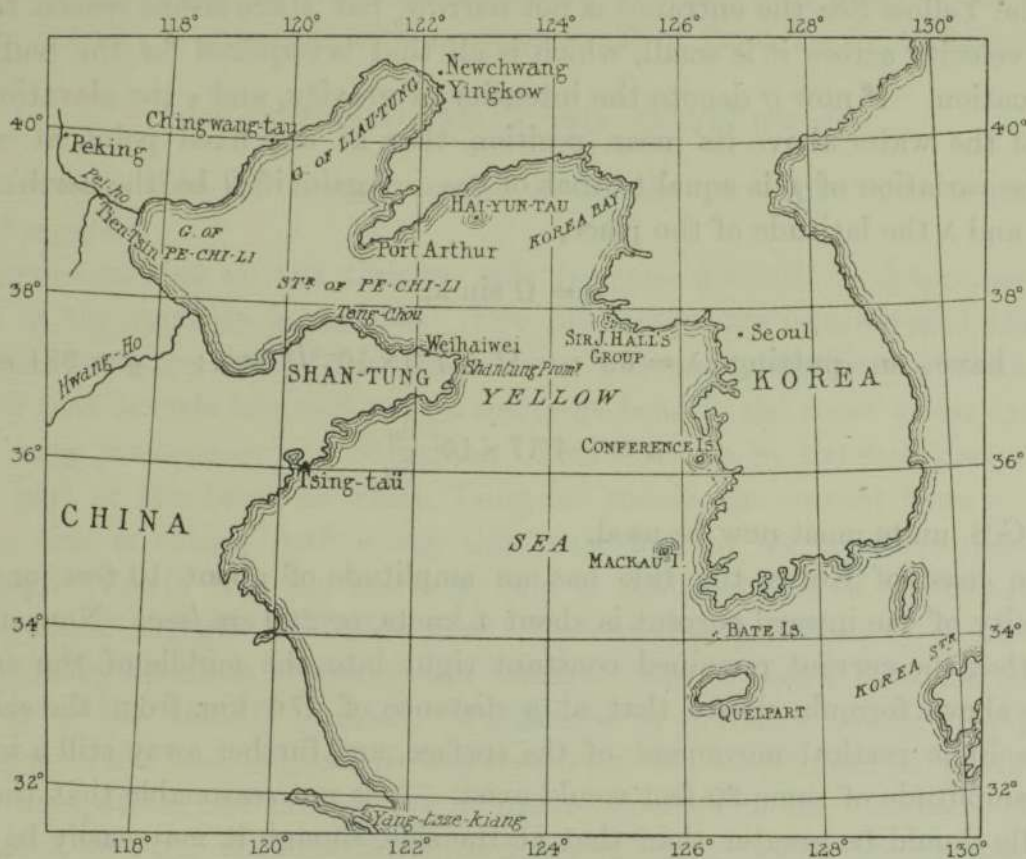 118°
120°
122°
124°
126°
128°
130°
Newchwang
Yingkow
G. OF LIAU-TUNG
Chingwang-tau
40°
40°
Peking
Pei-ho
Tien-Tsin
HAI-YUN-TAU
KOREA BAY
G. OF
PE-CHI-LI
Port Arthur
38°
STR. OF PE-CHI-LI
38°
Teng-Chou
Seoul
SIR J. HALL'S
GROUP
Weihaiwei
Hwang-Ho
SHAN-TUNG
Shantung Promy.
KOREA
YELLOW
CONFERENCE Is.
36°
36°
Tsing-taü
CHINA
SEA
MACKAU I.
34°
34°
BATE Is.
KOREA STR.
QUELPART
32°
32°
Yang-tsze-kiang
118°
120°
122°
124°
126°
128°
130°